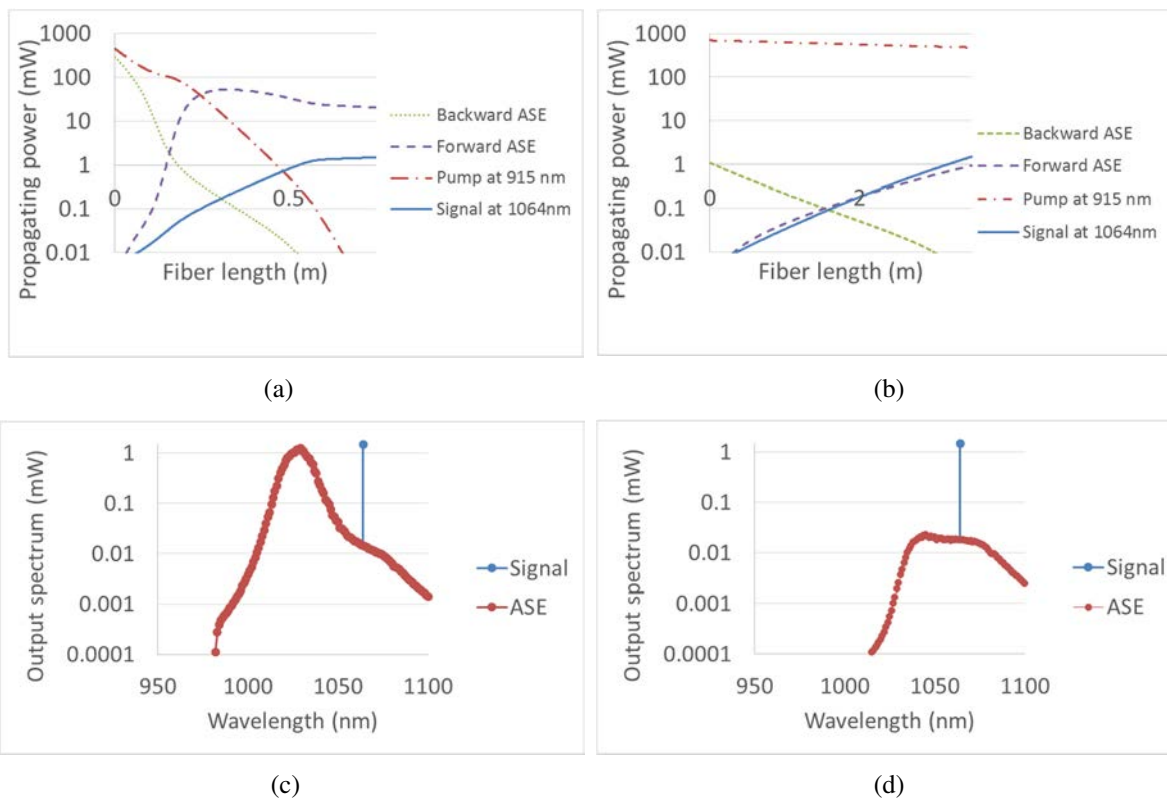 Propagating power (mW)
1000
100
10
1
0.1
0.01
0
0.5
Fiber length (m)
Backward ASE
Forward ASE
Pump at 915 nm
Signal at 1064nm
(a)
Propagating power (mW)
1000
100
10
1
0.1
0.01
0
2
Fiber length (m)
Backward ASE
Forward ASE
Pump at 915 nm
Signal at 1064nm
(b)
Output spectrum (mW)
1
0.1
0.01
0.001
0.0001
950 1000 1050 1100
Wavelength (nm)
Signal
ASE
(c)
Output spectrum (mW)
1
0.1
0.01
0.001
0.0001
950 1000 1050 1100
Wavelength (nm)
Signal
ASE
(d)